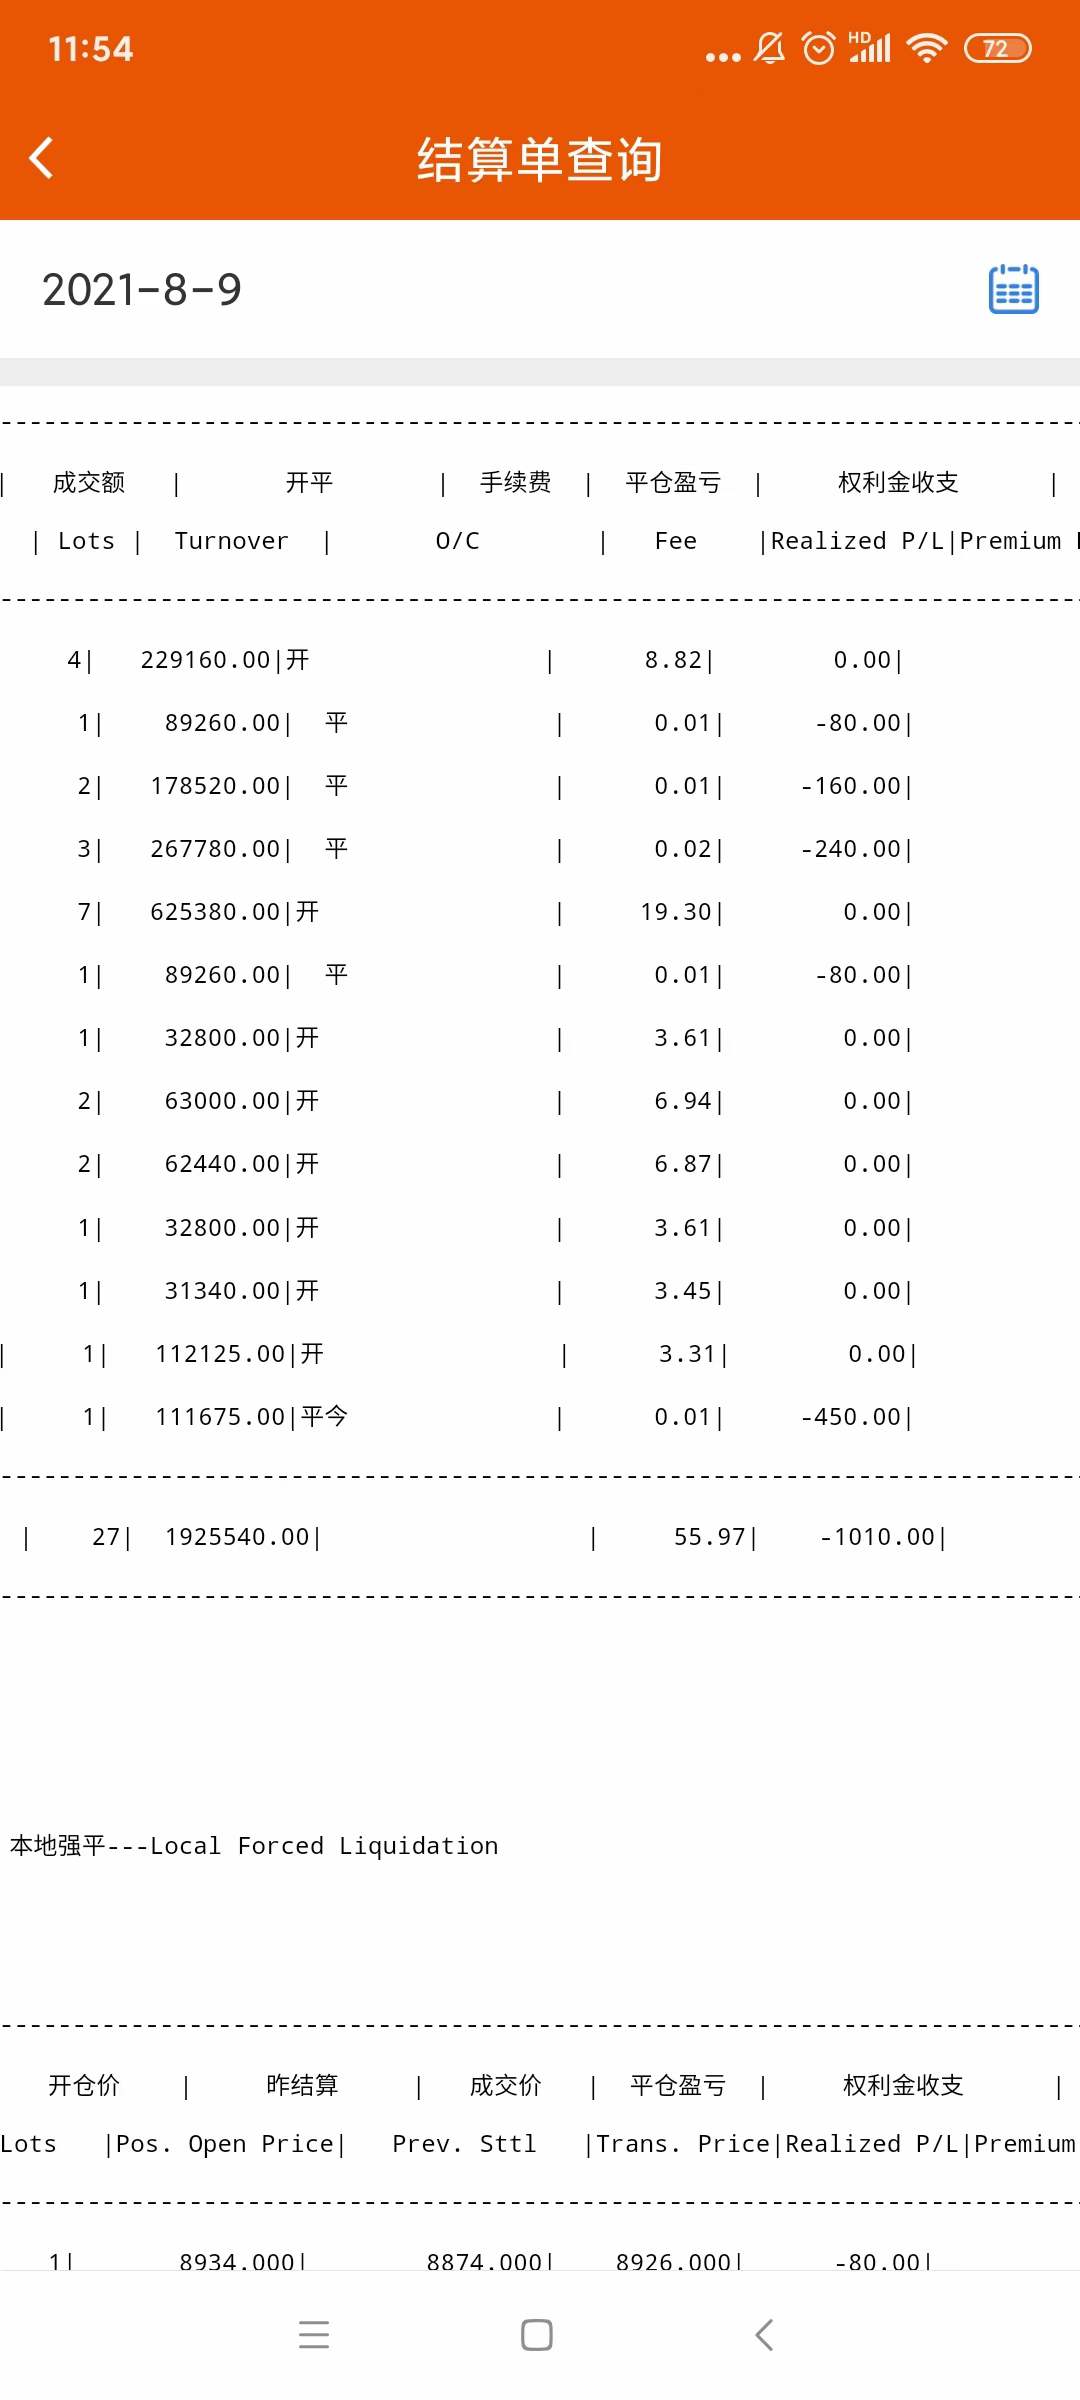 11:54
HD
72
结算单查询
2021-8-9
--------------------------------------------------------------------------
| 成交额 | 开平 | 手续费 | 平仓盈亏 | 权利金收支 |
| Lots | Turnover | O/C | Fee |Realized P/L|Premium
--------------------------------------------------------------------------
4| 229160.00|开 | 8.82| 0.00|
1| 89260.00| 平 | 0.01| -80.00|
2| 178520.00| 平 | 0.01| -160.00|
3| 267780.00| 平 | 0.02| -240.00|
7| 625380.00|开 | 19.30| 0.00|
1| 89260.00| 平 | 0.01| -80.00|
1| 32800.00|开 | 3.61| 0.00|
2| 63000.00|开 | 6.94| 0.00|
2| 62440.00|开 | 6.87| 0.00|
1| 32800.00|开 | 3.61| 0.00|
1| 31340.00|开 | 3.45| 0.00|
| 1| 112125.00|开 | 3.31| 0.00|
| 1| 111675.00|平今 | 0.01| -450.00|
--------------------------------------------------------------------------
| 27| 1925540.00| | 55.97| -1010.00|
--------------------------------------------------------------------------
本地强平---Local Forced Liquidation
--------------------------------------------------------------------------
开仓价 | 昨结算 | 成交价 | 平仓盈亏 | 权利金收支 |
Lots |Pos. Open Price| Prev. Sttl |Trans. Price|Realized P/L|Premium
--------------------------------------------------------------------------
1| 8934.000| 8874.000| 8926.000| -80.00|